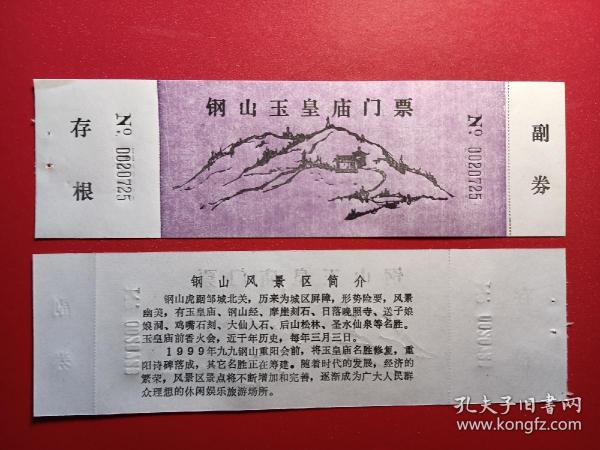 存根
No. 0020725
钢山玉皇庙门票
No. 0020725
副券
钢山风景区简介
钢山虎踞邹城北关，历来为城区屏障，形势险要，风景
幽美，有玉皇庙、钢山经、摩崖刻石、日落晚照寺、送子娘
娘洞、鸡嘴石刻、大仙人石、后山松林、圣水仙泉等名胜。
玉皇庙前香火会，近千年历史，每年三月三日。
1999年九九钢山重阳会前，将玉皇庙名胜修复，重
阳诗碑落成，其它名胜正在筹建。随着时代的发展，经济的
繁荣，风景区景点将不断增加和完善，逐渐成为广大人民群
众理想的休闲娱乐旅游场所。
孔夫子旧书网
www.kongfz.com